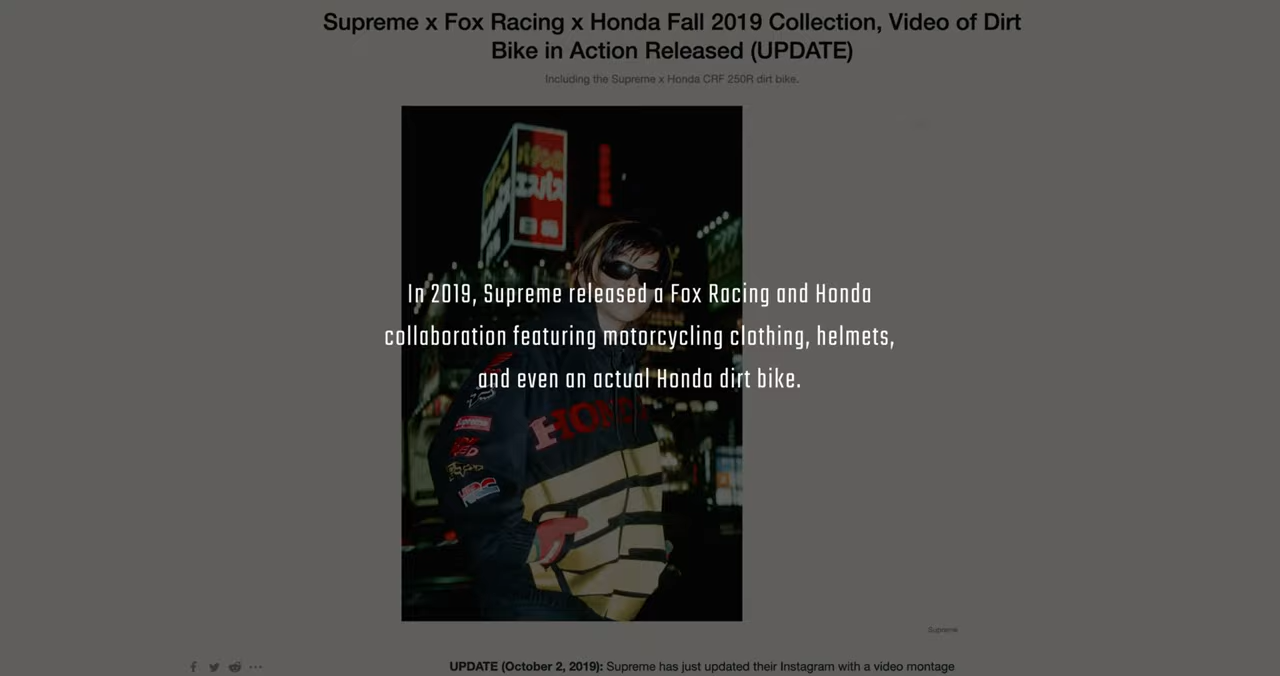 Supreme x Fox Racing x Honda Fall 2019 Collection, Video of Dirt
Bike in Action Released (UPDATE)
Including the Supreme x Honda CRF 250R dirt bike.
In 2019, Supreme released a Fox Racing and Honda
collaboration featuring motorcycling clothing, helmets,
and even an actual Honda dirt bike.
Supreme
HONDA
Supreme
UPDATE (October 2, 2019): Supreme has just updated their Instagram with a video montage